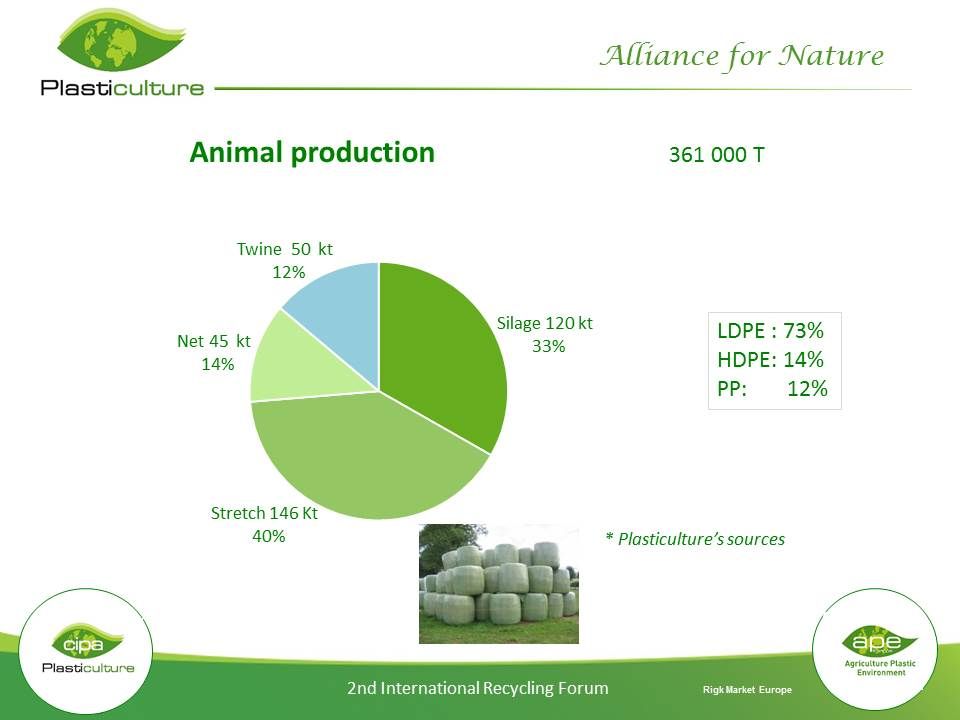 Plasticulture
Alliance for Nature
Animal production
361 000 T
Twine 50 kt
12%
Silage 120 kt
33%
Net 45 kt
14%
LDPE : 73%
HDPE: 14%
PP: 12%
Stretch 146 Kt
40%
* Plasticulture's sources
cipa
Plasticulture
ape
Agriculture Plastic
Environment
2nd International Recycling Forum
Rigk Market Europe